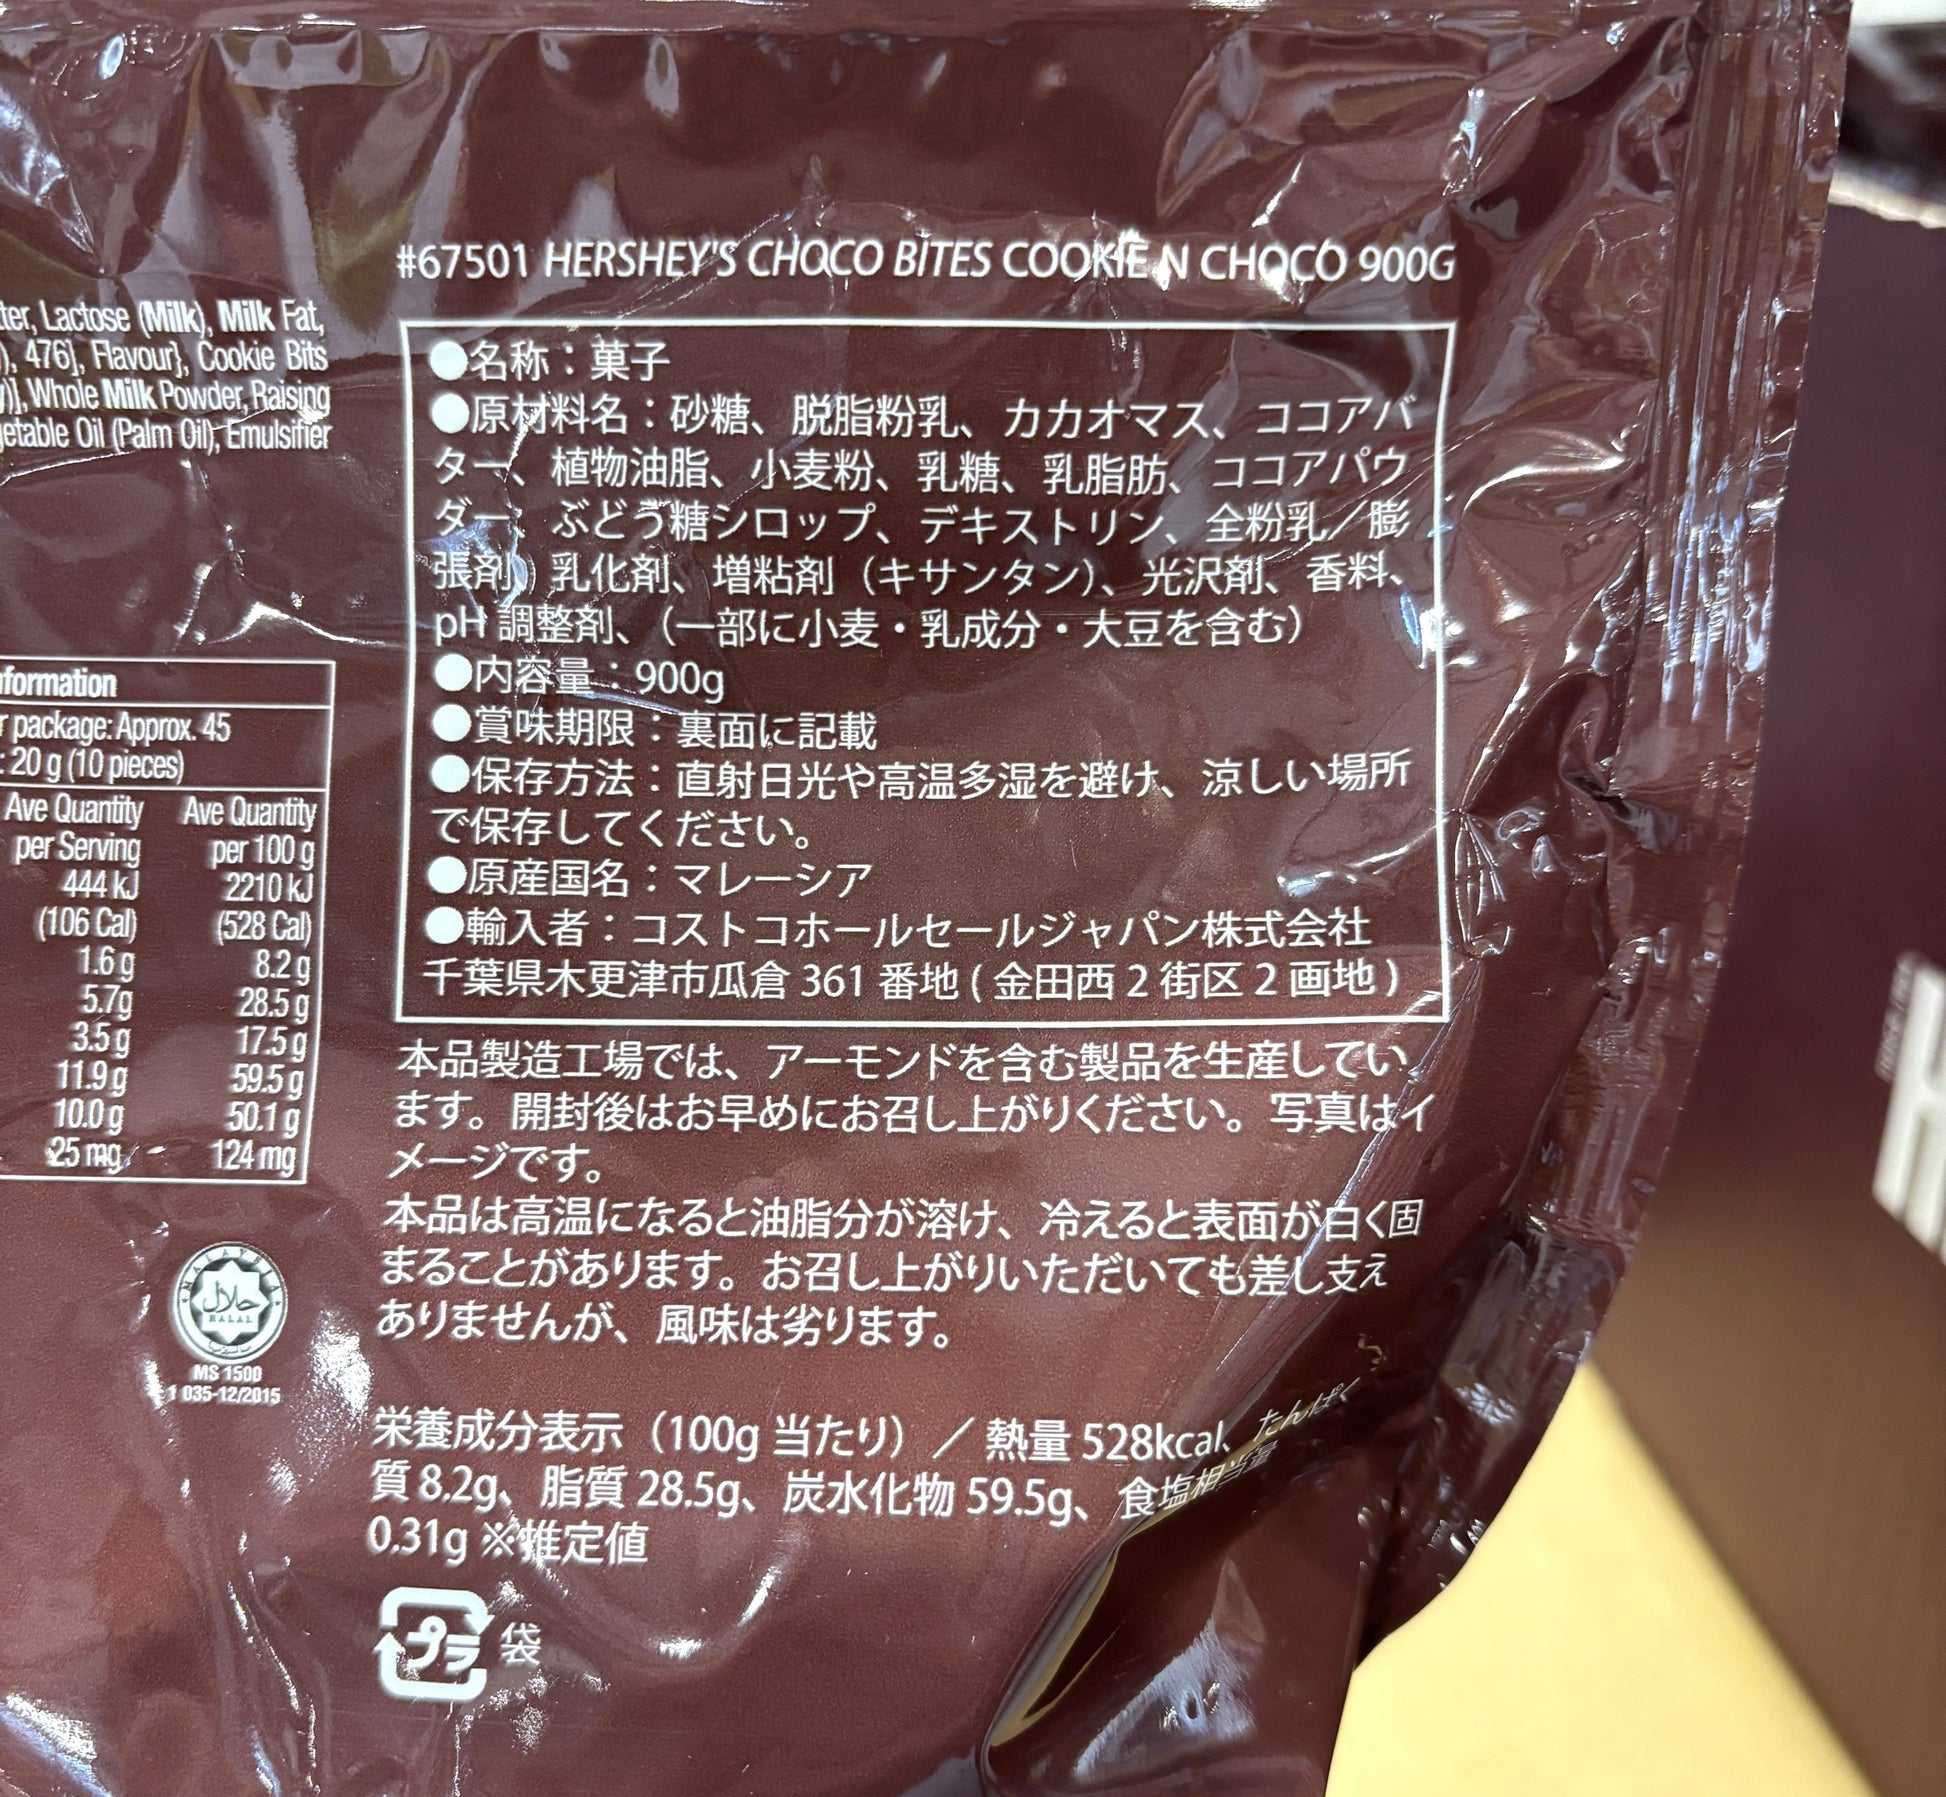 #67501 HERSHEY'S CHOCO BITES COOKIE N CHOCO 900G
●名称：菓子
●原材料名：砂糖、脱脂粉乳、カカオマス、ココアバ
ター、植物油脂、小麦粉、乳糖、乳脂肪、ココアパウ
ダー、ぶどう糖シロップ、デキストリン、全粉乳／膨
張剤、乳化剤、増粘剤（キサンタン）、光沢剤、香料、
pH 調整剤、（一部に小麦・乳成分・大豆を含む）
●内容量：900g
●賞味期限：裏面に記載
●保存方法：直射日光や高温多湿を避け、涼しい場所
で保存してください。
●原産国名：マレーシア
●輸入者：コストコホールセールジャパン株式会社
千葉県木更津市瓜倉 361 番地 ( 金田西 2 街区 2 画地 )
本品製造工場では、アーモンドを含む製品を生産してい
ます。開封後はお早めにお召し上がりください。写真はイ
メージです。
本品は高温になると油脂分が溶け、冷えると表面が白く固
まることがあります。お召し上がりいただいても差し支え
ありませんが、風味は劣ります。
栄養成分表示（100g 当たり）／ 熱量 528kcal、たんぱく
質 8.2g、脂質 28.5g、炭水化物 59.5g、食塩相当量
0.31g ※推定値
プラ 袋
Lactose (Milk), Milk Fat,
476], Flavour}, Cookie Bits
Whole Milk Powder, Raising
Oil (Palm Oil), Emulsifier
package: Approx. 45
: 20 g (10 pieces)
Ave Quantity Ave Quantity
per Serving per 100 g
444 kJ 2210 kJ
(106 Cal) (528 Cal)
1.6 g 8.2 g
5.7g 28.5 g
3.5 g 17.5 g
11.9 g 59.5 g
10.0 g 50.1 g
25 mg 124 mg
حلال
HALAL
MS 1500
1 035-12/2015